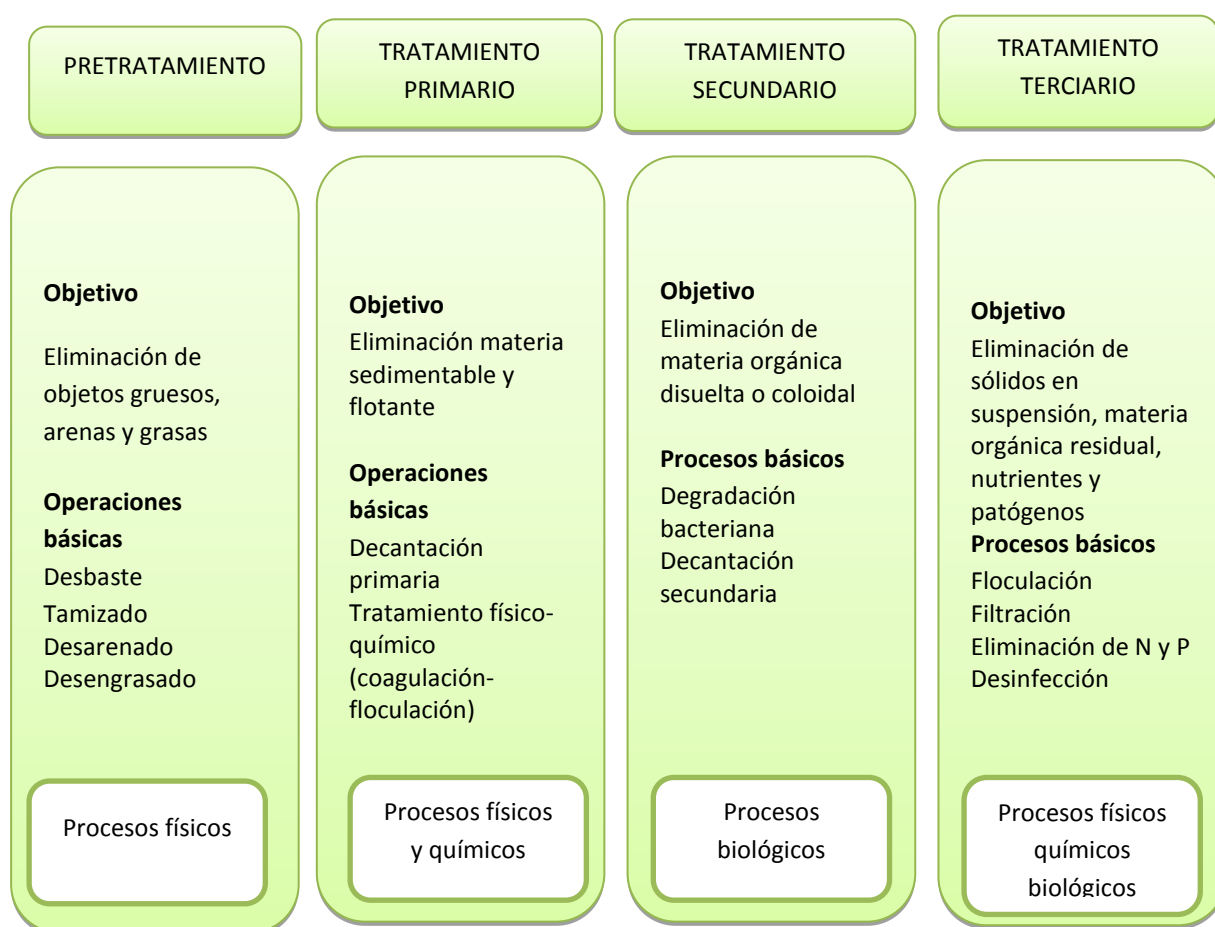 PRETRATAMIENTO
TRATAMIENTO
PRIMARIO
TRATAMIENTO
SECUNDARIO
TRATAMIENTO
TERCIARIO
Objetivo
Eliminación de
objetos gruesos,
arenas y grasas
Operaciones
básicas
Desbaste
Tamizado
Desarenado
Desengrasado
Procesos físicos
Objetivo
Eliminación materia
sedimentable y
flotante
Operaciones
básicas
Decantación
primaria
Tratamiento físico-
químico
(coagulación-
floculación)
Procesos físicos
y químicos
Objetivo
Eliminación de
materia orgánica
disuelta o coloidal
Procesos básicos
Degradación
bacteriana
Decantación
secundaria
Procesos
biológicos
Objetivo
Eliminación de
sólidos en
suspensión, materia
orgánica residual,
nutrientes y
patógenos
Procesos básicos
Floculación
Filtración
Eliminación de N y P
Desinfección
Procesos físicos
químicos
biológicos